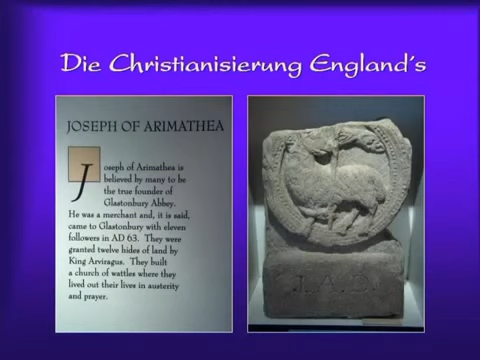 Die Christianisierung England's
JOSEPH OF ARIMATHEA
Joseph of Arimathea is
believed by many to be
the true founder of
Glastonbury Abbey.
He was a merchant and, it is said,
came to Glastonbury with eleven
followers in AD 63. They were
granted twelve hides of land by
King Arviragus. They built
a church of wattles where they
lived out their lives in austerity
and prayer.
I.A.D.